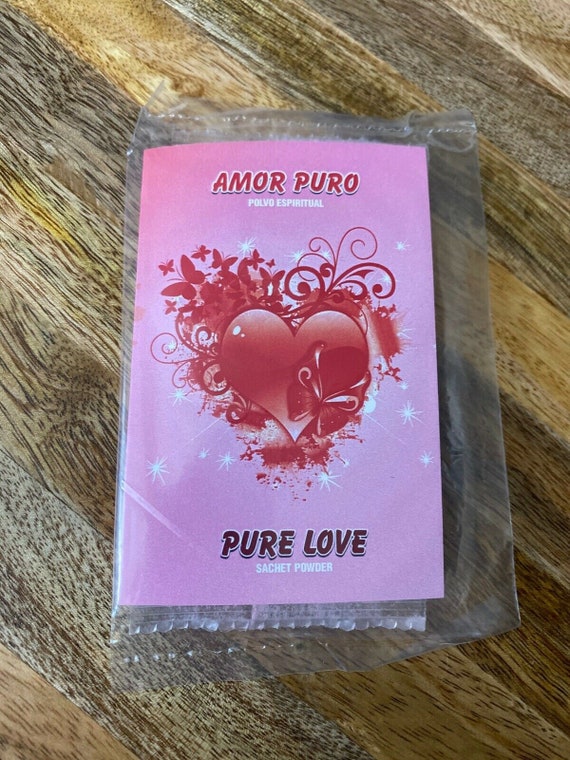 AMOR PURO
POLVO ESPIRITUAL
PURE LOVE
SACHET POWDER